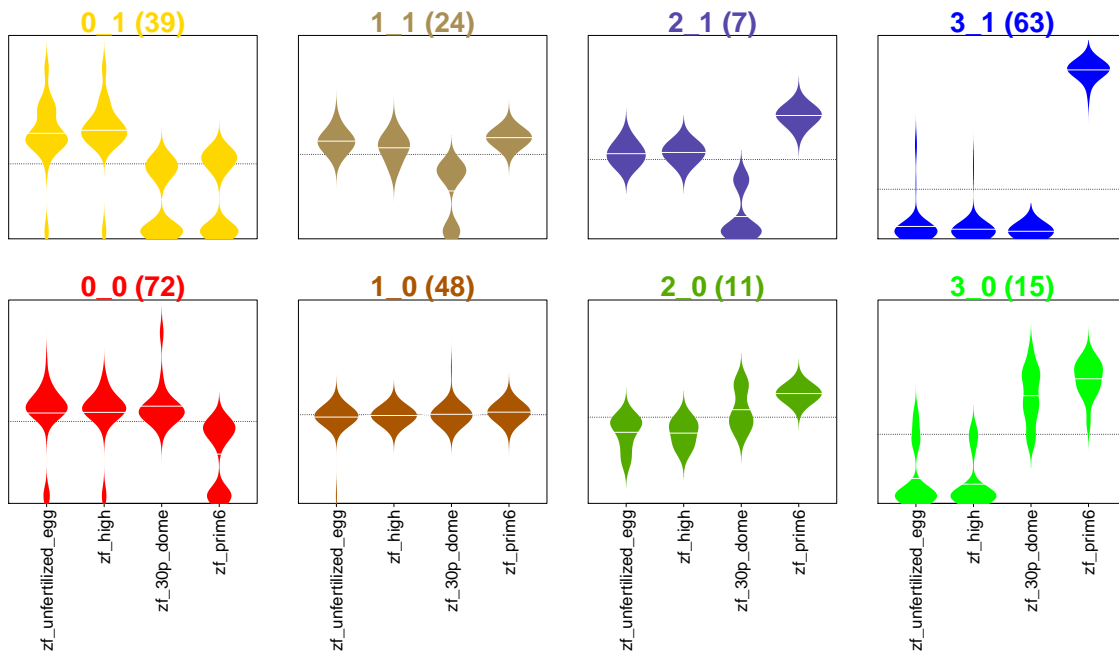 0_1 (39)
1_1 (24)
2_1 (7)
3_1 (63)
0_0 (72)
1_0 (48)
2_0 (11)
3_0 (15)
zf_unfertilized_egg
zf_high
zf_30p_dome
zf_prim6
zf_unfertilized_egg
zf_high
zf_30p_dome
zf_prim6
zf_unfertilized_egg
zf_high
zf_30p_dome
zf_prim6
zf_unfertilized_egg
zf_high
zf_30p_dome
zf_prim6